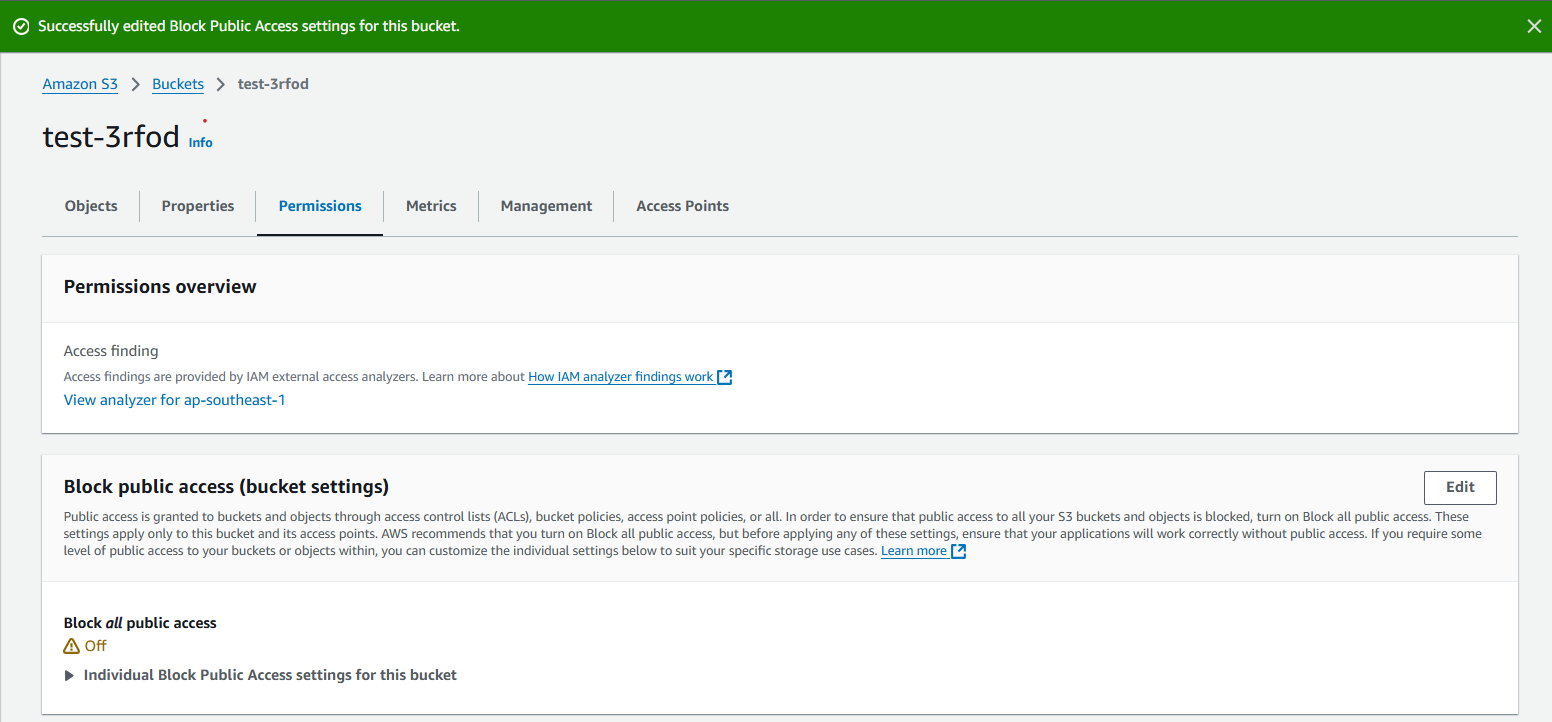 Successfully edited Block Public Access settings for this bucket.
Amazon S3 > Buckets > test-3rfod
test-3rfod Info
Objects Properties Permissions Metrics Management Access Points
Permissions overview
Access finding
Access findings are provided by IAM external access analyzers. Learn more about How IAM analyzer findings work
View analyzer for ap-southeast-1
Block public access (bucket settings) Edit
Public access is granted to buckets and objects through access control lists (ACLs), bucket policies, access point policies, or all. In order to ensure that public access to all your S3 buckets and objects is blocked, turn on Block all public access. These
settings apply only to this bucket and its access points. AWS recommends that you turn on Block all public access, but before applying any of these settings, ensure that your applications will work correctly without public access. If you require some
level of public access to your buckets or objects within, you can customize the individual settings below to suit your specific storage use cases. Learn more
Block all public access
Off
Individual Block Public Access settings for this bucket